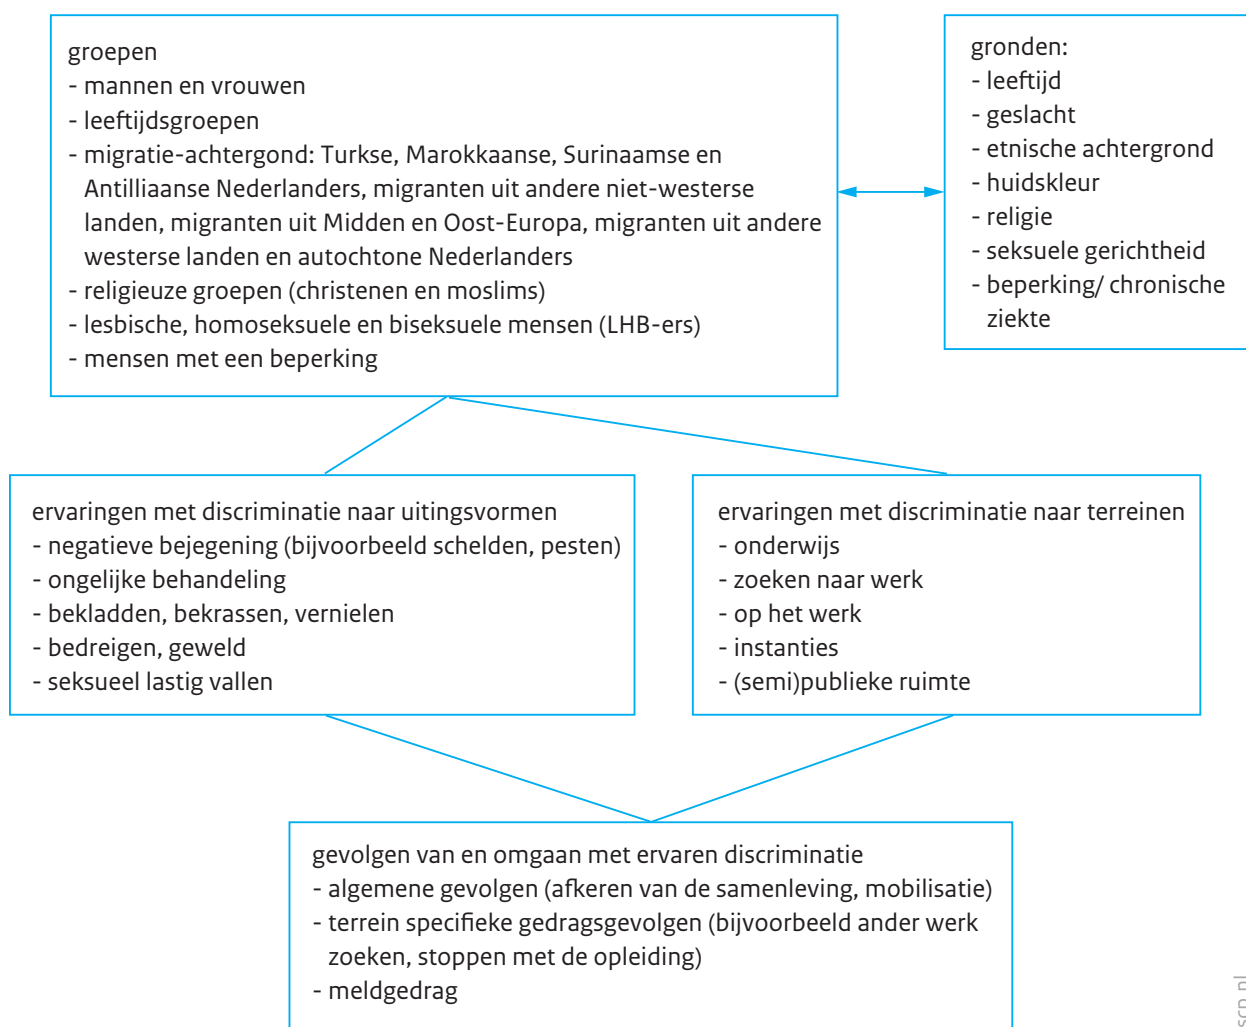 groepen
- mannen en vrouwen
- leeftijdsgroepen
- migratie-achtergond: Turkse, Marokkaanse, Surinaamse en
Antilliaanse Nederlanders, migranten uit andere niet-westerse
landen, migranten uit Midden en Oost-Europa, migranten uit andere
westerse landen en autochtone Nederlanders
- religieuze groepen (christenen en moslims)
- lesbische, homoseksuele en biseksuele mensen (LHB-ers)
- mensen met een beperking
gronden:
- leeftijd
- geslacht
- etnische achtergrond
- huidskleur
- religie
- seksuele gerichtheid
- beperking/ chronische
ziekte
ervaringen met discriminatie naar uitingsvormen
- negatieve bejegening (bijvoorbeeld schelden, pesten)
- ongelijke behandeling
- bekladden, bekrassen, vernielen
- bedreigen, geweld
- seksueel lastig vallen
ervaringen met discriminatie naar terreinen
- onderwijs
- zoeken naar werk
- op het werk
- instanties
- (semi)publieke ruimte
gevolgen van en omgaan met ervaren discriminatie
- algemene gevolgen (afkeren van de samenleving, mobilisatie)
- terrein specifieke gedragsgevolgen (bijvoorbeeld ander werk
zoeken, stoppen met de opleiding)
- meldgedrag
scp.nl